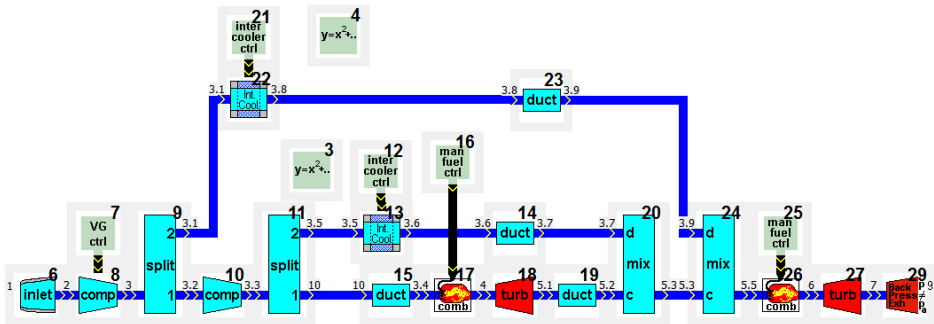 21
4
inter
cooler
ctrl
y=x²+..
22
23
3.1
Int.
Cool
3.8
3.8
duct
3.9
3
12
16
y=x²+..
inter
cooler
ctrl
man
fuel
ctrl
7
9
11
13
14
20
24
25
VG
ctrl
man
fuel
ctrl
2
3.1
2
3.5
3.5
Int.
Cool
3.6
3.6
duct
3.7
3.7
d
3.9
d
6
8
split
10
split
15
17
18
19
mix
mix
26
27
29
1
inlet
2
comp
3
1
3.2
comp
3.3
1
10
10
duct
3.4
comb
4
turb
5.1
duct
5.2
c
5.3
5.3
c
5.5
comb
6
turb
7
Back
Press
Exh
P
≠
Pa
9